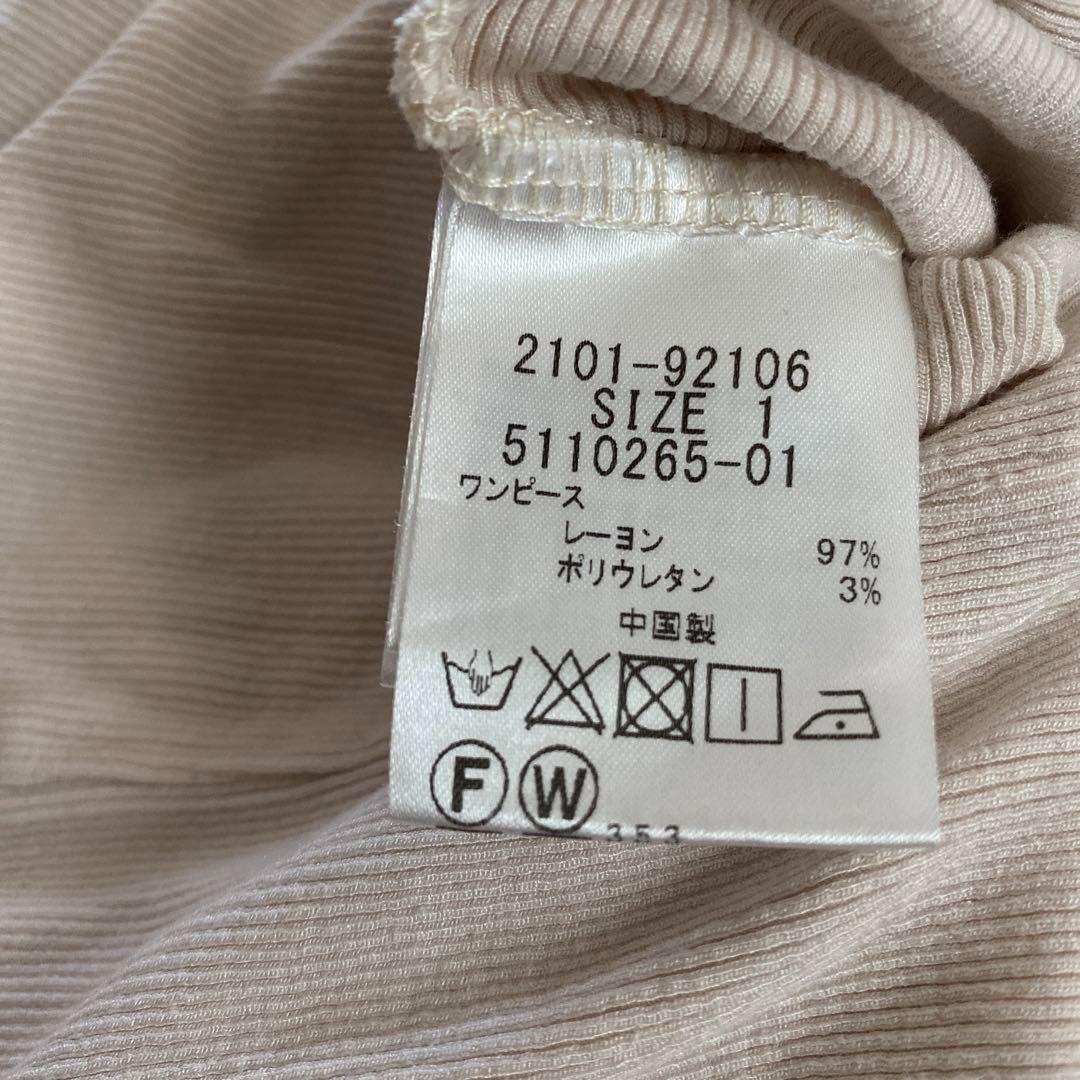 2101-92106
SIZE 1
5110265-01
ワンピース
レーヨン 97%
ポリウレタン 3%
中国製
F W
353